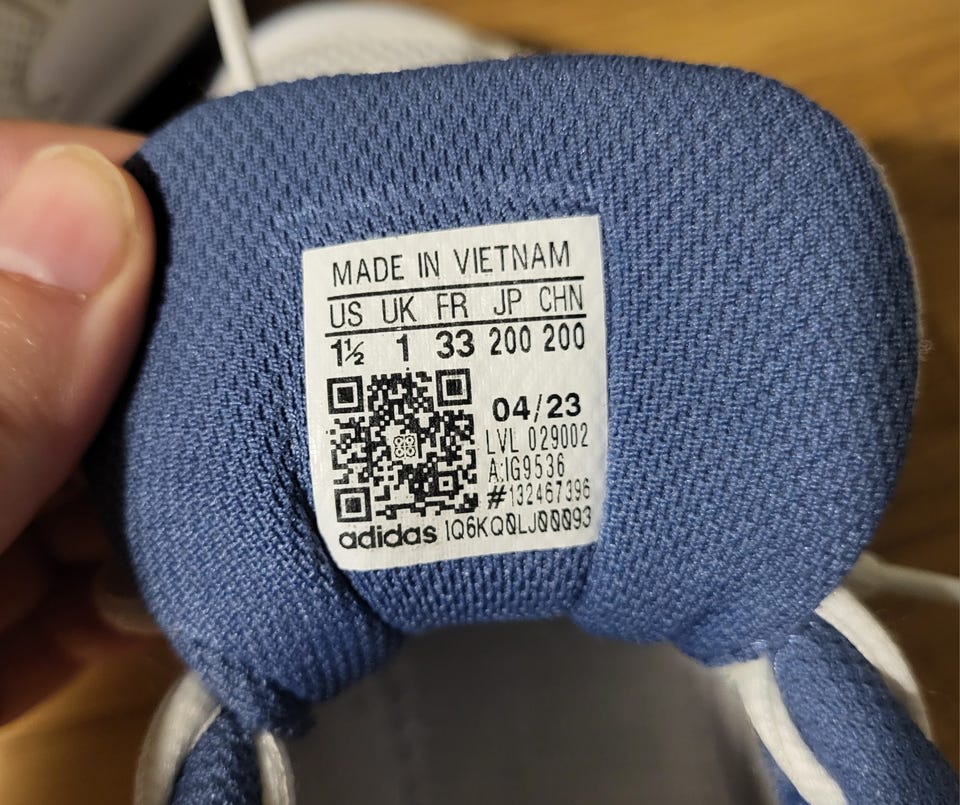 MADE IN VIETNAM
US UK FR JP CHN
1½ 1 33 200 200
04/23
LVL 029002
A:IG9536
#132467396
adidas 1Q6KQ0LJ00093